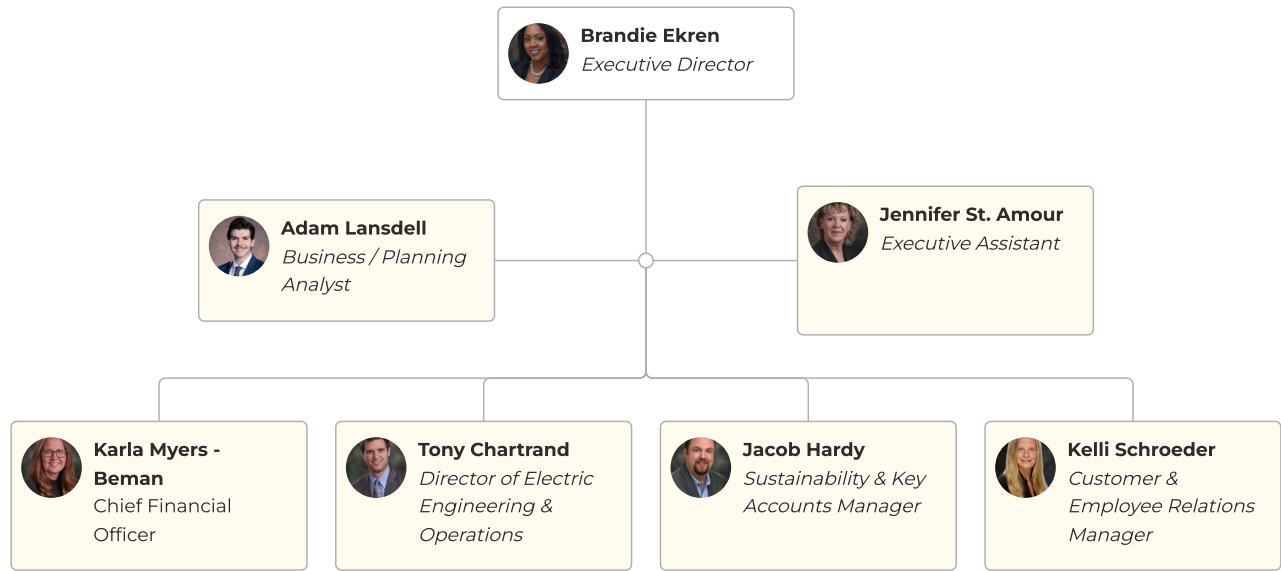 Brandie Ekren
Executive Director
Adam Lansdell
Business / Planning
Analyst
Jennifer St. Amour
Executive Assistant
Karla Myers -
Beman
Chief Financial
Officer
Tony Chartrand
Director of Electric
Engineering &
Operations
Jacob Hardy
Sustainability & Key
Accounts Manager
Kelli Schroeder
Customer &
Employee Relations
Manager